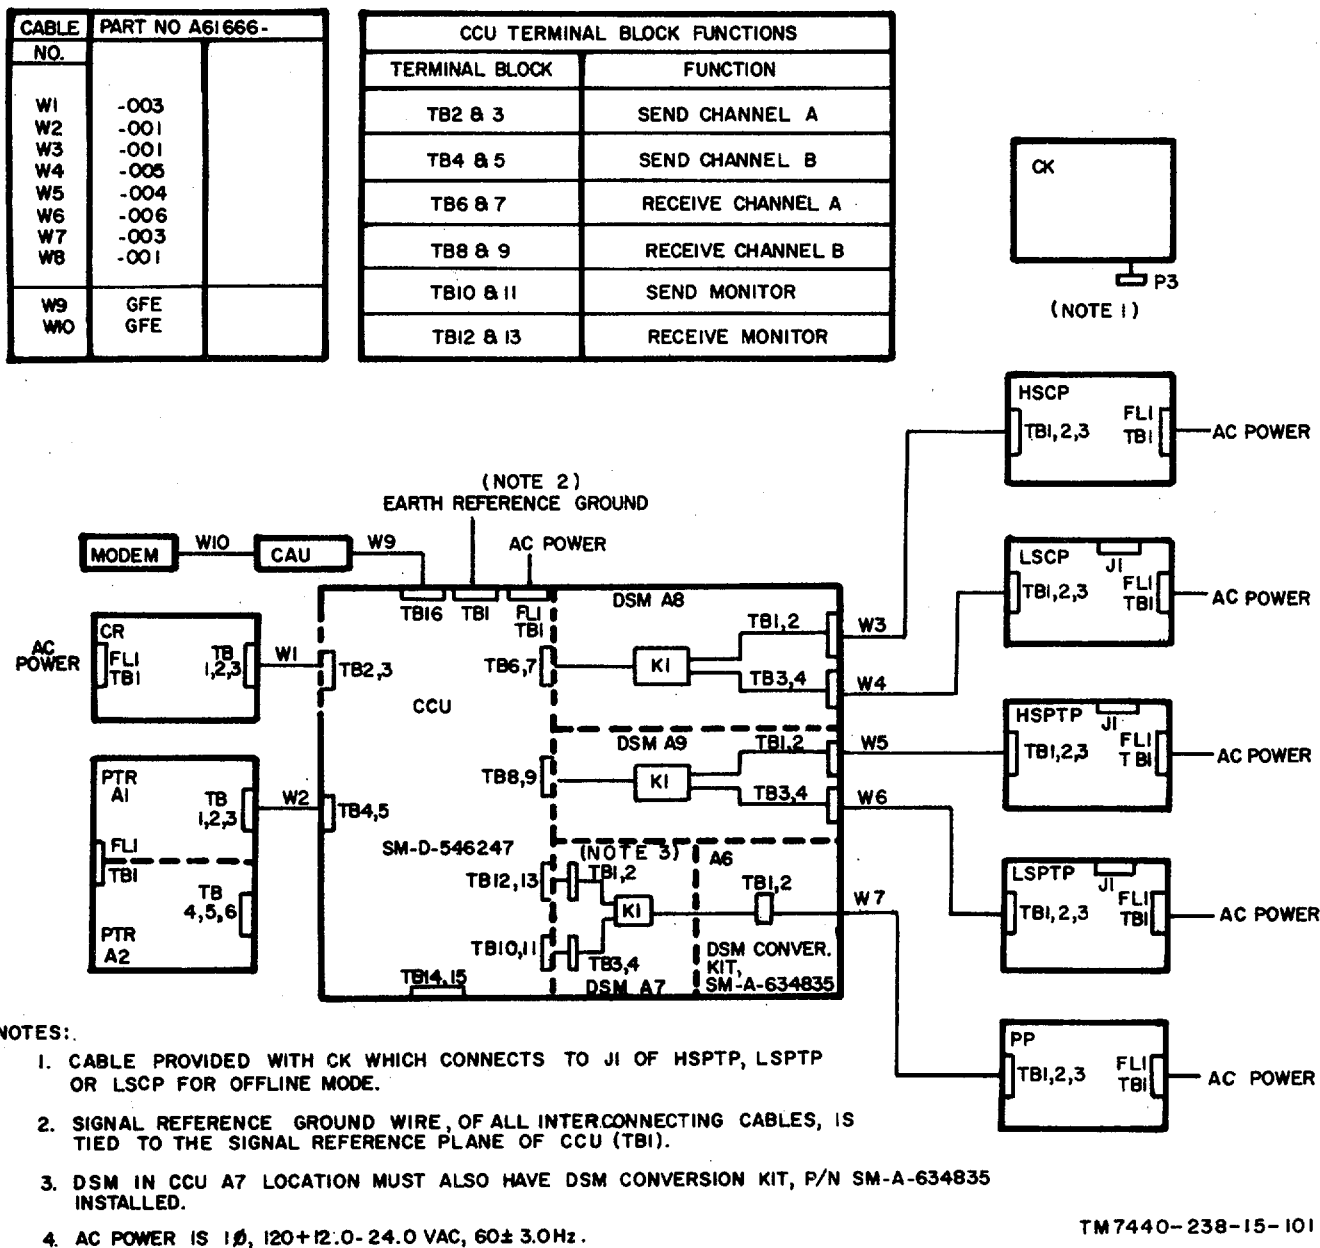 CABLE NO. PART NO A61666-
W1 -003
W2 -001
W3 -001
W4 -005
W5 -004
W6 -006
W7 -003
W8 -001
W9 GFE
W10 GFE
CCU TERMINAL BLOCK FUNCTIONS
TERMINAL BLOCK FUNCTION
TB2 & 3 SEND CHANNEL A
TB4 & 5 SEND CHANNEL B
TB6 & 7 RECEIVE CHANNEL A
TB8 & 9 RECEIVE CHANNEL B
TB10 & 11 SEND MONITOR
TB12 & 13 RECEIVE MONITOR
CK
P3
(NOTE 1)
HSCP
TB1,2,3
FL1
TB1
AC POWER
(NOTE 2)
EARTH REFERENCE GROUND
MODEM
W10
CAU
W9
AC POWER
LSCP
J1
TB1,2,3
FL1
TB1
AC POWER
TB16
TB1
FL1
TB1
DSM A8
TB1,2
W3
AC
POWER
CR
FL1
TB1
TB
1,2,3
W1
TB2,3
TB6,7
K1
TB3,4
W4
CCU
HSPTP
J1
TB1,2,3
FL1
TB1
AC POWER
DSM A9
TB1,2
W5
PTR
A1
TB
1,2,3
W2
TB4,5
TB8,9
K1
TB3,4
W6
FL1
TB1
SM-D-546247
(NOTE 3)
A6
LSPTP
J1
TB1,2,3
FL1
TB1
AC POWER
TB
4,5,6
PTR
A2
TB12,13
TB1,2
K1
TB1,2
W7
TB10,11
TB3,4
DSM A7
DSM CONVER.
KIT,
SM-A-634835
TB14,15
PP
TB1,2,3
FL1
TB1
AC POWER
NOTES:
1. CABLE PROVIDED WITH CK WHICH CONNECTS TO J1 OF HSPTP, LSPTP
OR LSCP FOR OFFLINE MODE.
2. SIGNAL REFERENCE GROUND WIRE, OF ALL INTERCONNECTING CABLES, IS
TIED TO THE SIGNAL REFERENCE PLANE OF CCU (TB1).
3. DSM IN CCU A7 LOCATION MUST ALSO HAVE DSM CONVERSION KIT, P/N SM-A-634835
INSTALLED.
4. AC POWER IS 1Ø, 120+12.0-24.0 VAC, 60± 3.0Hz.
TM7440-238-15-101